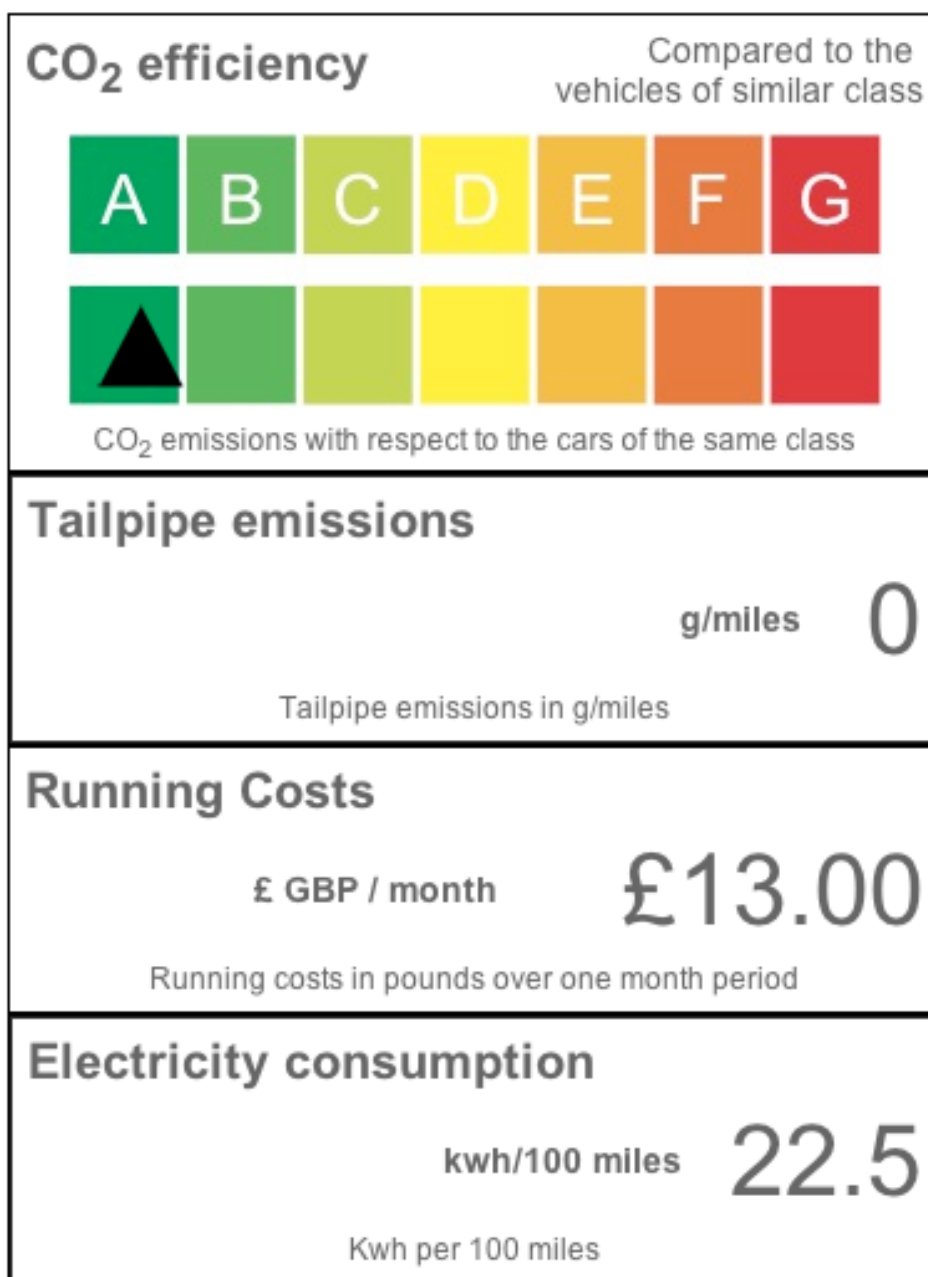 CO₂ efficiency
Compared to the
vehicles of similar class
A B C D E F G
CO₂ emissions with respect to the cars of the same class
Tailpipe emissions
g/miles 0
Tailpipe emissions in g/miles
Running Costs
£ GBP / month £13.00
Running costs in pounds over one month period
Electricity consumption
kwh/100 miles 22.5
Kwh per 100 miles